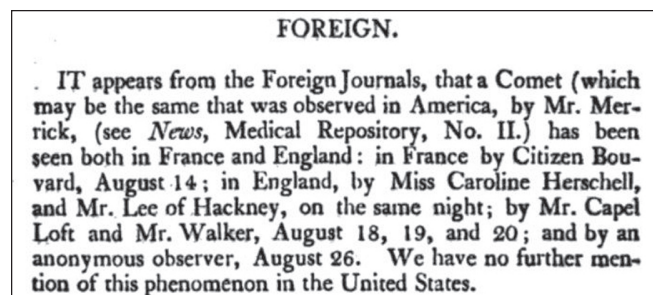 FOREIGN.
IT appears from the Foreign Journals, that a Comet (which
may be the same that was observed in America, by Mr. Mer-
rick, (see News, Medical Repository, No. II.) has been
seen both in France and England: in France by Citizen Bou-
vard, August 14; in England, by Miss Caroline Herschell,
and Mr. Lee of Hackney, on the same night; by Mr. Capel
Loft and Mr. Walker, August 18, 19, and 20; and by an
anonymous observer, August 26. We have no further men-
tion of this phenomenon in the United States.